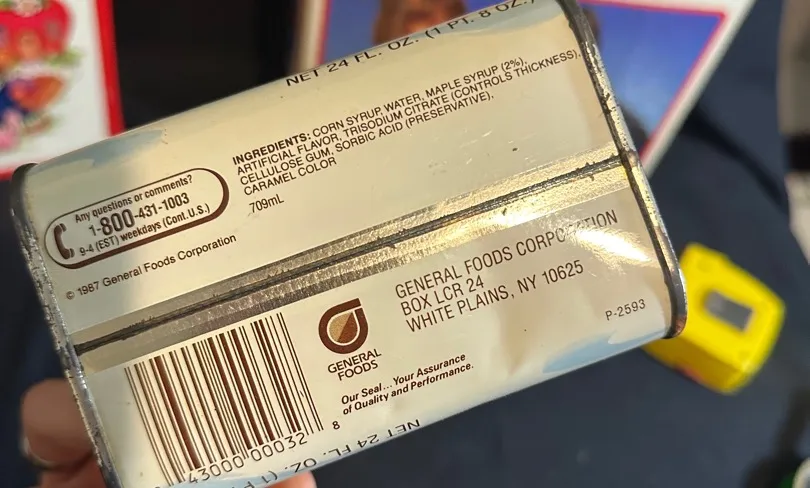 NET 24 FL. OZ. (1 PT. 8 OZ.)
INGREDIENTS: CORN SYRUP, WATER, MAPLE SYRUP (2%),
ARTIFICIAL FLAVOR, TRISODIUM CITRATE (CONTROLS THICKNESS),
CELLULOSE GUM, SORBIC ACID (PRESERVATIVE),
CARAMEL COLOR
709mL
Any questions or comments?
1-800-431-1003
9-4 (EST) weekdays (Cont. U.S.)
© 1987 General Foods Corporation
GENERAL FOODS CORPORATION
BOX LCR 24
WHITE PLAINS, NY 10625
P-2593
GENERAL
FOODS
Our Seal...Your Assurance
of Quality and Performance.
43000 00032 8
NET 24 FL. OZ. (1